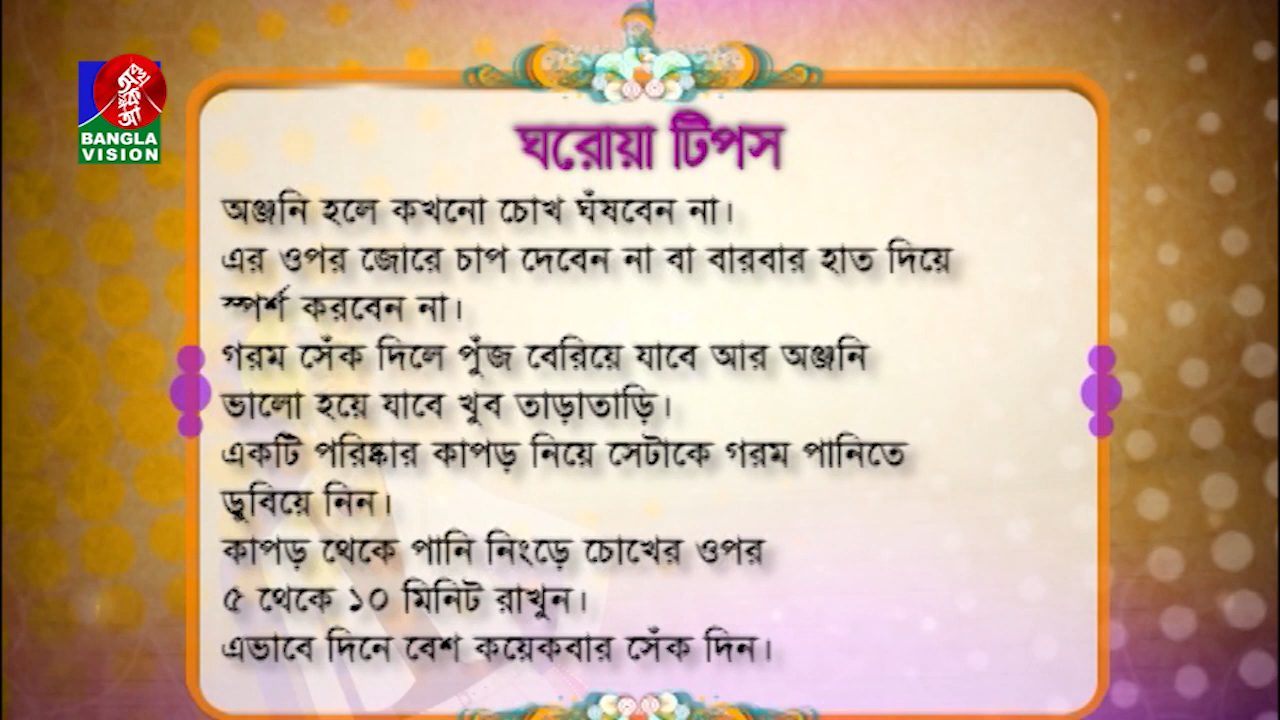 BANGLA
VISION
ঘরোয়া টিপস
অঞ্জনি হলে কখনো চোখ ঘঁষবেন না।
এর ওপর জোরে চাপ দেবেন না বা বারবার হাত দিয়ে
স্পর্শ করবেন না।
গরম সেঁক দিলে পুঁজ বেরিয়ে যাবে আর অঞ্জনি
ভালো হয়ে যাবে খুব তাড়াতাড়ি।
একটি পরিষ্কার কাপড় নিয়ে সেটাকে গরম পানিতে
ডুবিয়ে নিন।
কাপড় থেকে পানি নিংড়ে চোখের ওপর
৫ থেকে ১০ মিনিট রাখুন।
এভাবে দিনে বেশ কয়েকবার সেঁক দিন।